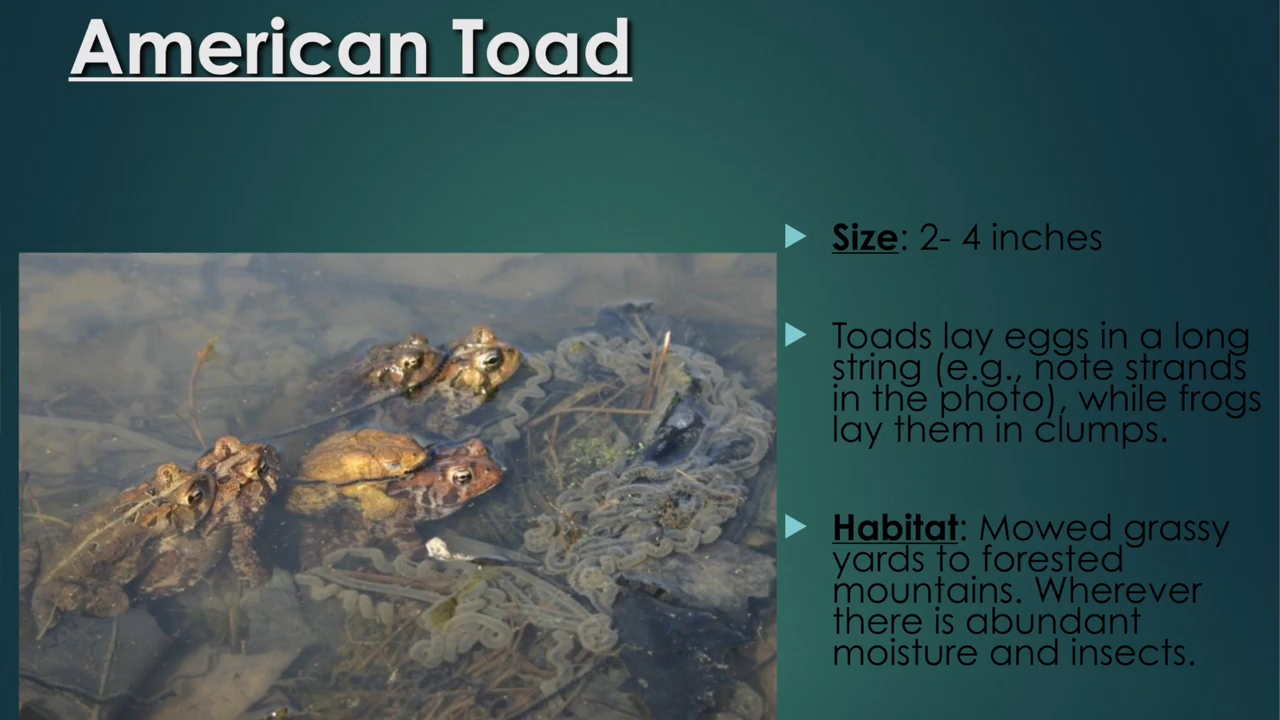 American Toad
Size: 2- 4 inches
Toads lay eggs in a long
string (e.g., note strands
in the photo), while frogs
lay them in clumps.
Habitat: Mowed grassy
yards to forested
mountains. Wherever
there is abundant
moisture and insects.